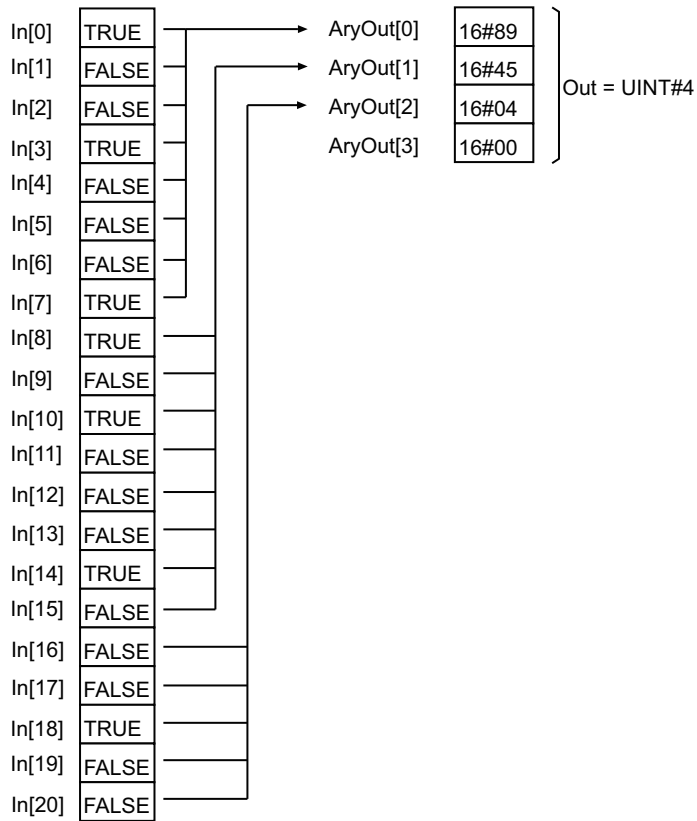 In[0] TRUE AryOut[0] 16#89
In[1] FALSE AryOut[1] 16#45
Out = UINT#4
In[2] FALSE AryOut[2] 16#04
In[3] TRUE AryOut[3] 16#00
In[4] FALSE
In[5] FALSE
In[6] FALSE
In[7] TRUE
In[8] TRUE
In[9] FALSE
In[10] TRUE
In[11] FALSE
In[12] FALSE
In[13] FALSE
In[14] TRUE
In[15] FALSE
In[16] FALSE
In[17] FALSE
In[18] TRUE
In[19] FALSE
In[20] FALSE